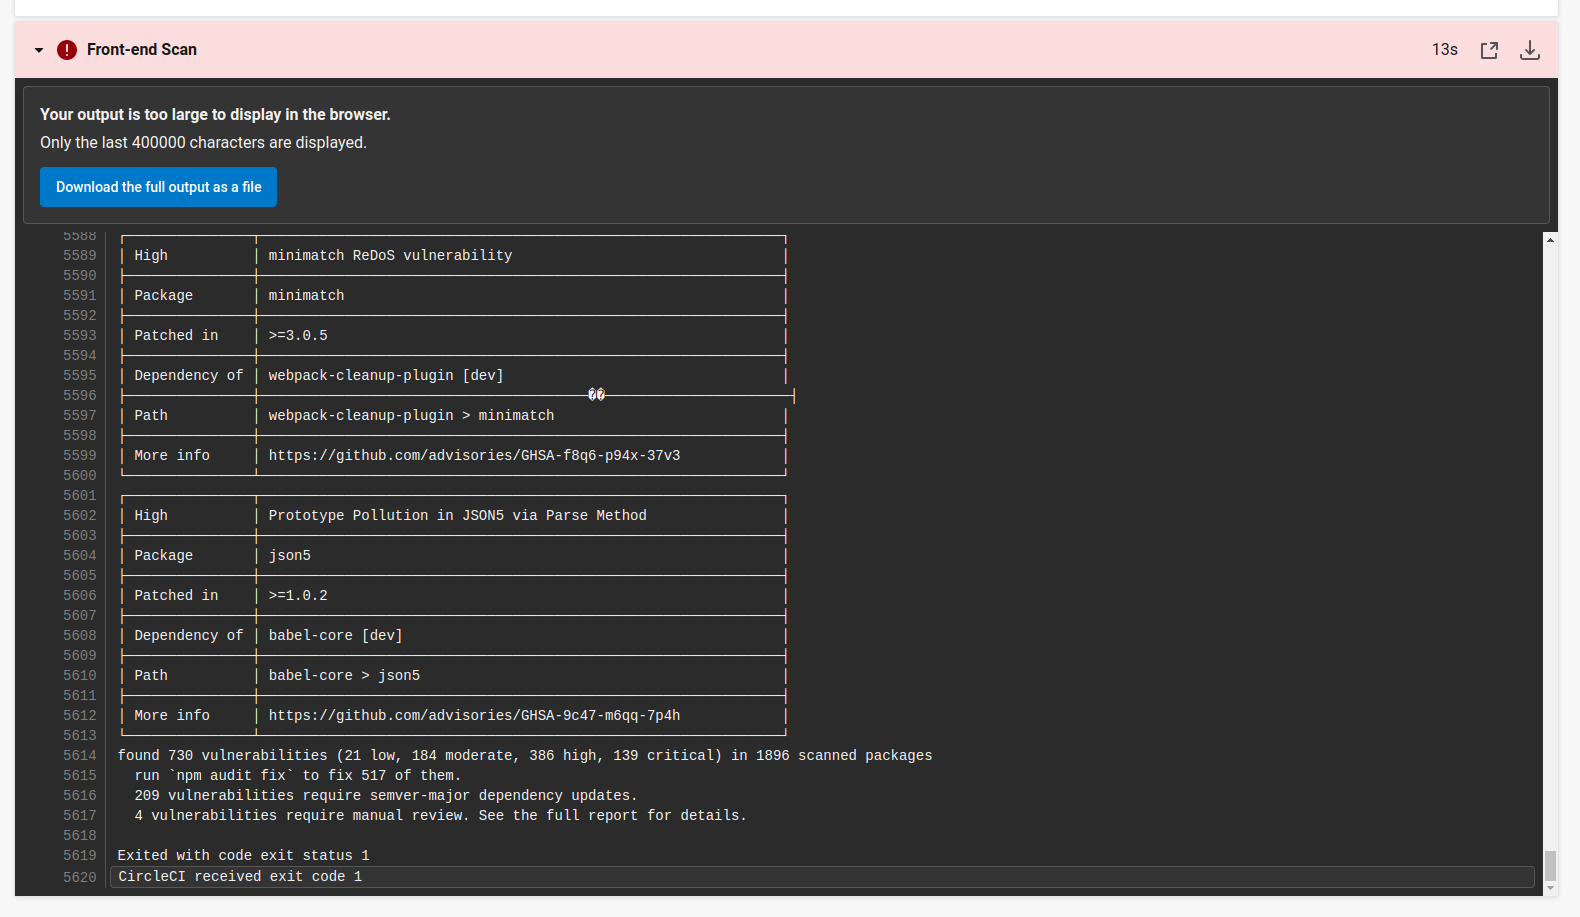 Front-end Scan 13s
Your output is too large to display in the browser.
Only the last 400000 characters are displayed.
Download the full output as a file
5588
5589 | High | minimatch ReDoS vulnerability |
5590
5591 | Package | minimatch |
5592
5593 | Patched in | >=3.0.5 |
5594
5595 | Dependency of | webpack-cleanup-plugin [dev] |
5596 ��
5597 | Path | webpack-cleanup-plugin > minimatch |
5598
5599 | More info | https://github.com/advisories/GHSA-f8q6-p94x-37v3 |
5600
5601
5602 | High | Prototype Pollution in JSON5 via Parse Method |
5603
5604 | Package | json5 |
5605
5606 | Patched in | >=1.0.2 |
5607
5608 | Dependency of | babel-core [dev] |
5609
5610 | Path | babel-core > json5 |
5611
5612 | More info | https://github.com/advisories/GHSA-9c47-m6qq-7p4h |
5613
5614 found 730 vulnerabilities (21 low, 184 moderate, 386 high, 139 critical) in 1896 scanned packages
5615 run `npm audit fix` to fix 517 of them.
5616 209 vulnerabilities require semver-major dependency updates.
5617 4 vulnerabilities require manual review. See the full report for details.
5618
5619 Exited with code exit status 1
5620 CircleCI received exit code 1